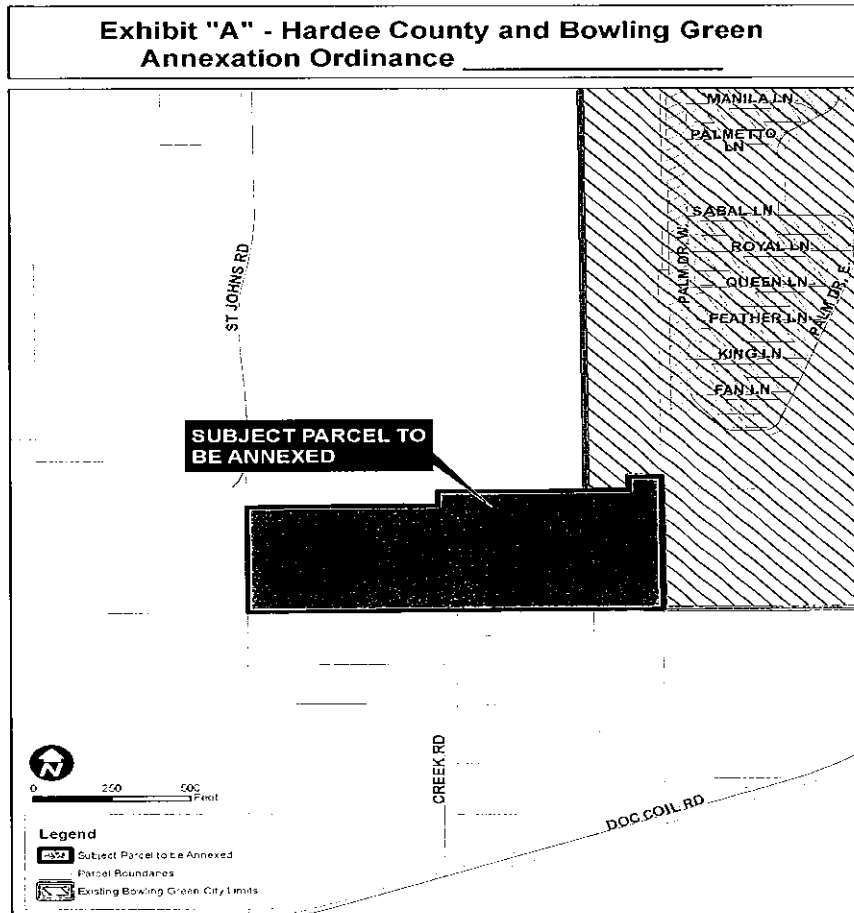 Exhibit "A" - Hardee County and Bowling Green
Annexation Ordinance
MANILA LN
PALMETTO
LN
SABAL LN
ROYAL LN
QUEEN LN
FEATHER LN
KING LN
FAN LN
PALM DR. W.
PALM DR. E.
ST JOHNS RD
SUBJECT PARCEL TO
BE ANNEXED
CREEK RD
DOC COIL RD
N
0 250 500
Feet
Legend
Subject Parcel to be Annexed
Parcel Boundaries
Existing Bowling Green City Limits